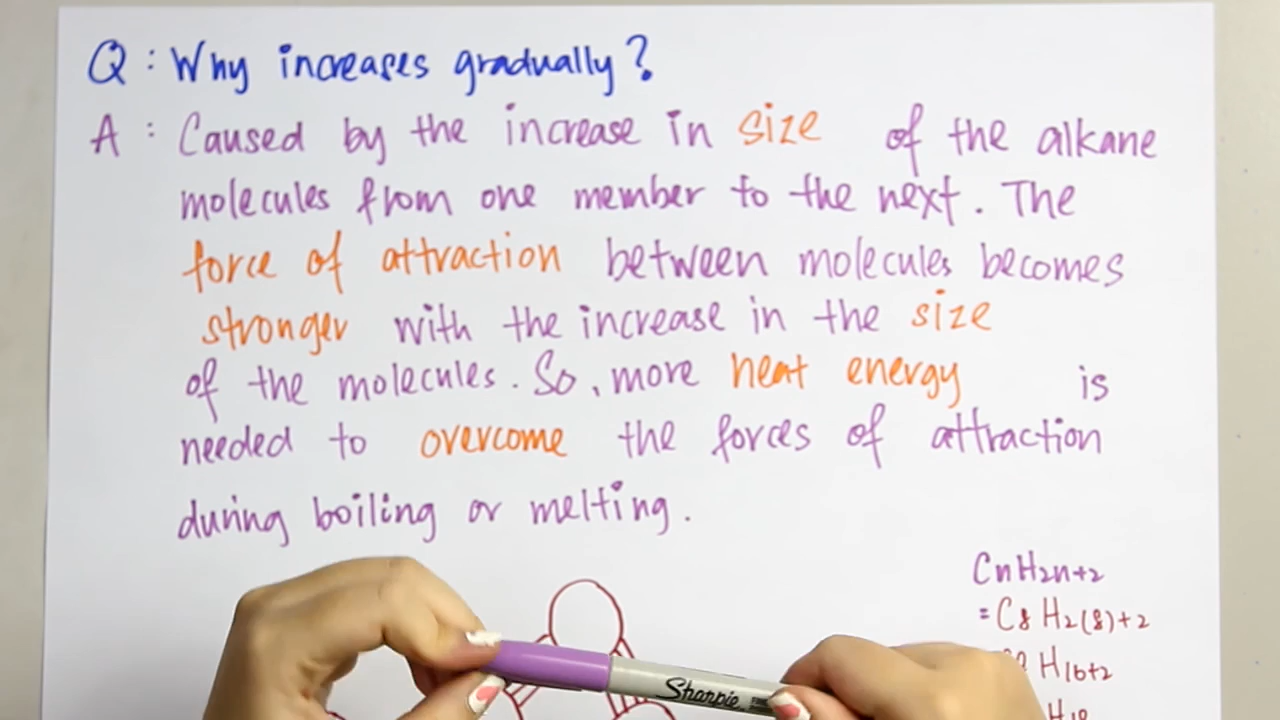 Q : Why increases gradually?
A : Caused by the increase in size of the alkane
molecules from one member to the next. The
force of attraction between molecules becomes
stronger with the increase in the size
of the molecules. So, more heat energy is
needed to overcome the forces of attraction
during boiling or melting.
CnH2n+2
= C8 H2(8)+2
H16+2
H18
Sharpie